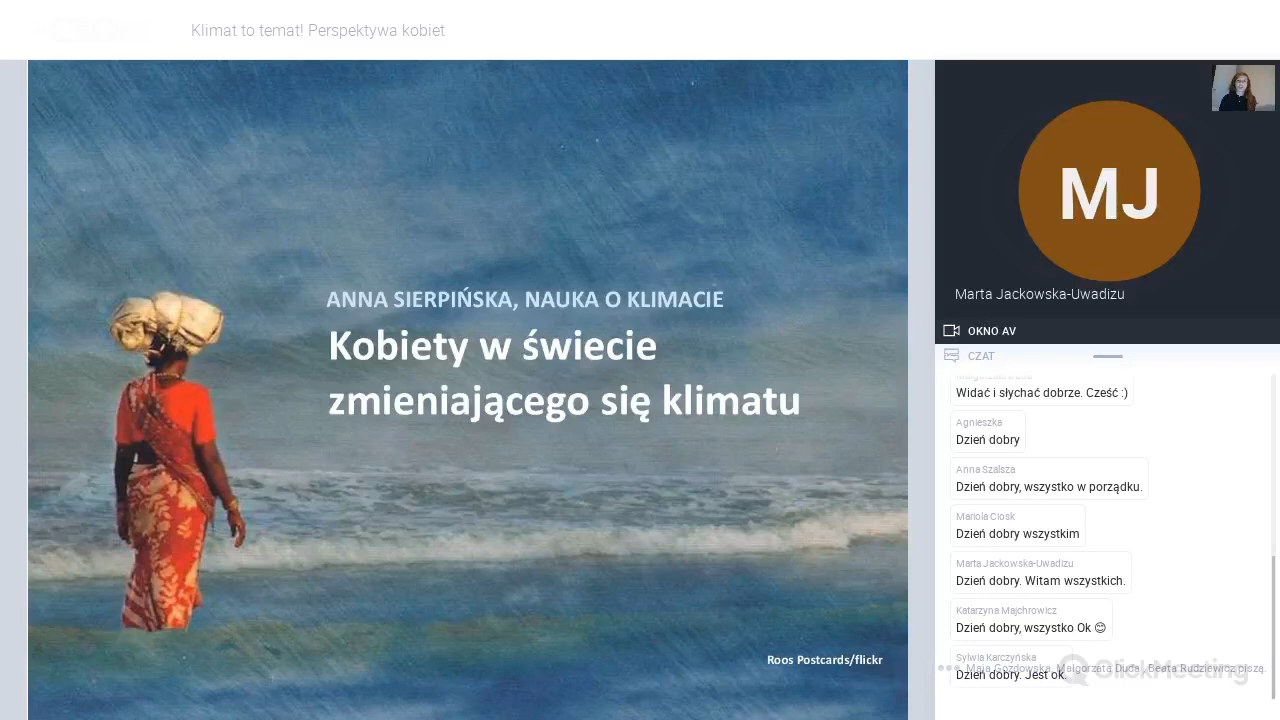 Klimat to temat! Perspektywa kobiet
ANNA SIERPIŃSKA, NAUKA O KLIMACIE
Kobiety w świecie
zmieniającego się klimatu
Roos Postcards/flickr
MJ
Marta Jackowska-Uwadizu
OKNO AV
CZAT
Widać i słychać dobrze. Cześć :)
Agnieszka
Dzień dobry
Anna Szalsza
Dzień dobry, wszystko w porządku.
Mariola Ciosk
Dzień dobry wszystkim
Marta Jackowska-Uwadizu
Dzień dobry. Witam wszystkich.
Katarzyna Majchrowicz
Dzień dobry, wszystko Ok 😊
Sylwia Karczyńska
Maja Gozdowska, Małgorzata Duda, Beata Rudziewicz piszą.
Dzień dobry. Jest ok.
ClickMeeting